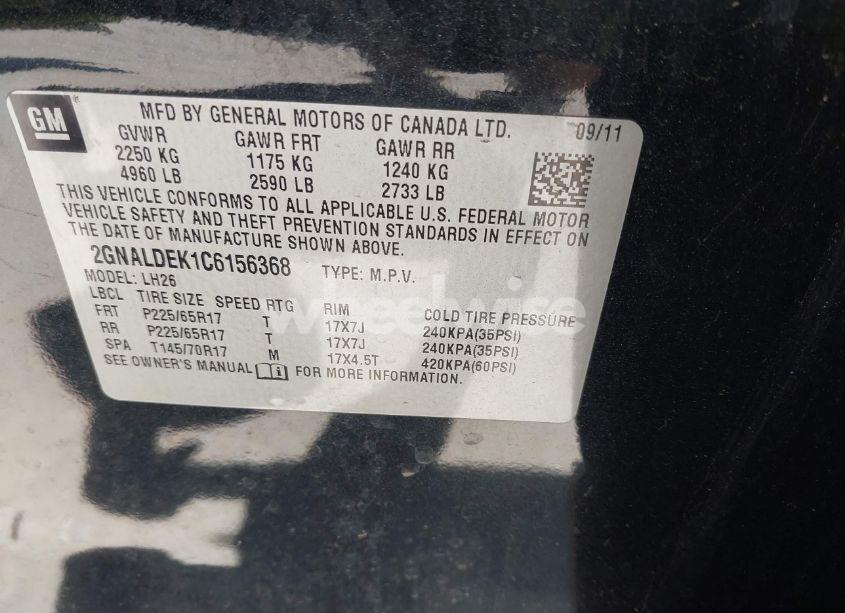 GM
MFD BY GENERAL MOTORS OF CANADA LTD. 09/11
GVWR GAWR FRT GAWR RR
2250 KG 1175 KG 1240 KG
4960 LB 2590 LB 2733 LB
THIS VEHICLE CONFORMS TO ALL APPLICABLE U.S. FEDERAL MOTOR
VEHICLE SAFETY AND THEFT PREVENTION STANDARDS IN EFFECT ON
THE DATE OF MANUFACTURE SHOWN ABOVE.
2GNALDEK1C6156368 TYPE: M.P.V.
MODEL: LH26
LBCL TIRE SIZE SPEED RTG RIM COLD TIRE PRESSURE
FRT P225/65R17 T 17X7J 240KPA(35PSI)
RR P225/65R17 T 17X7J 240KPA(35PSI)
SPA T145/70R17 M 17X4.5T 420KPA(60PSI)
SEE OWNER'S MANUAL FOR MORE INFORMATION.
wheelwise